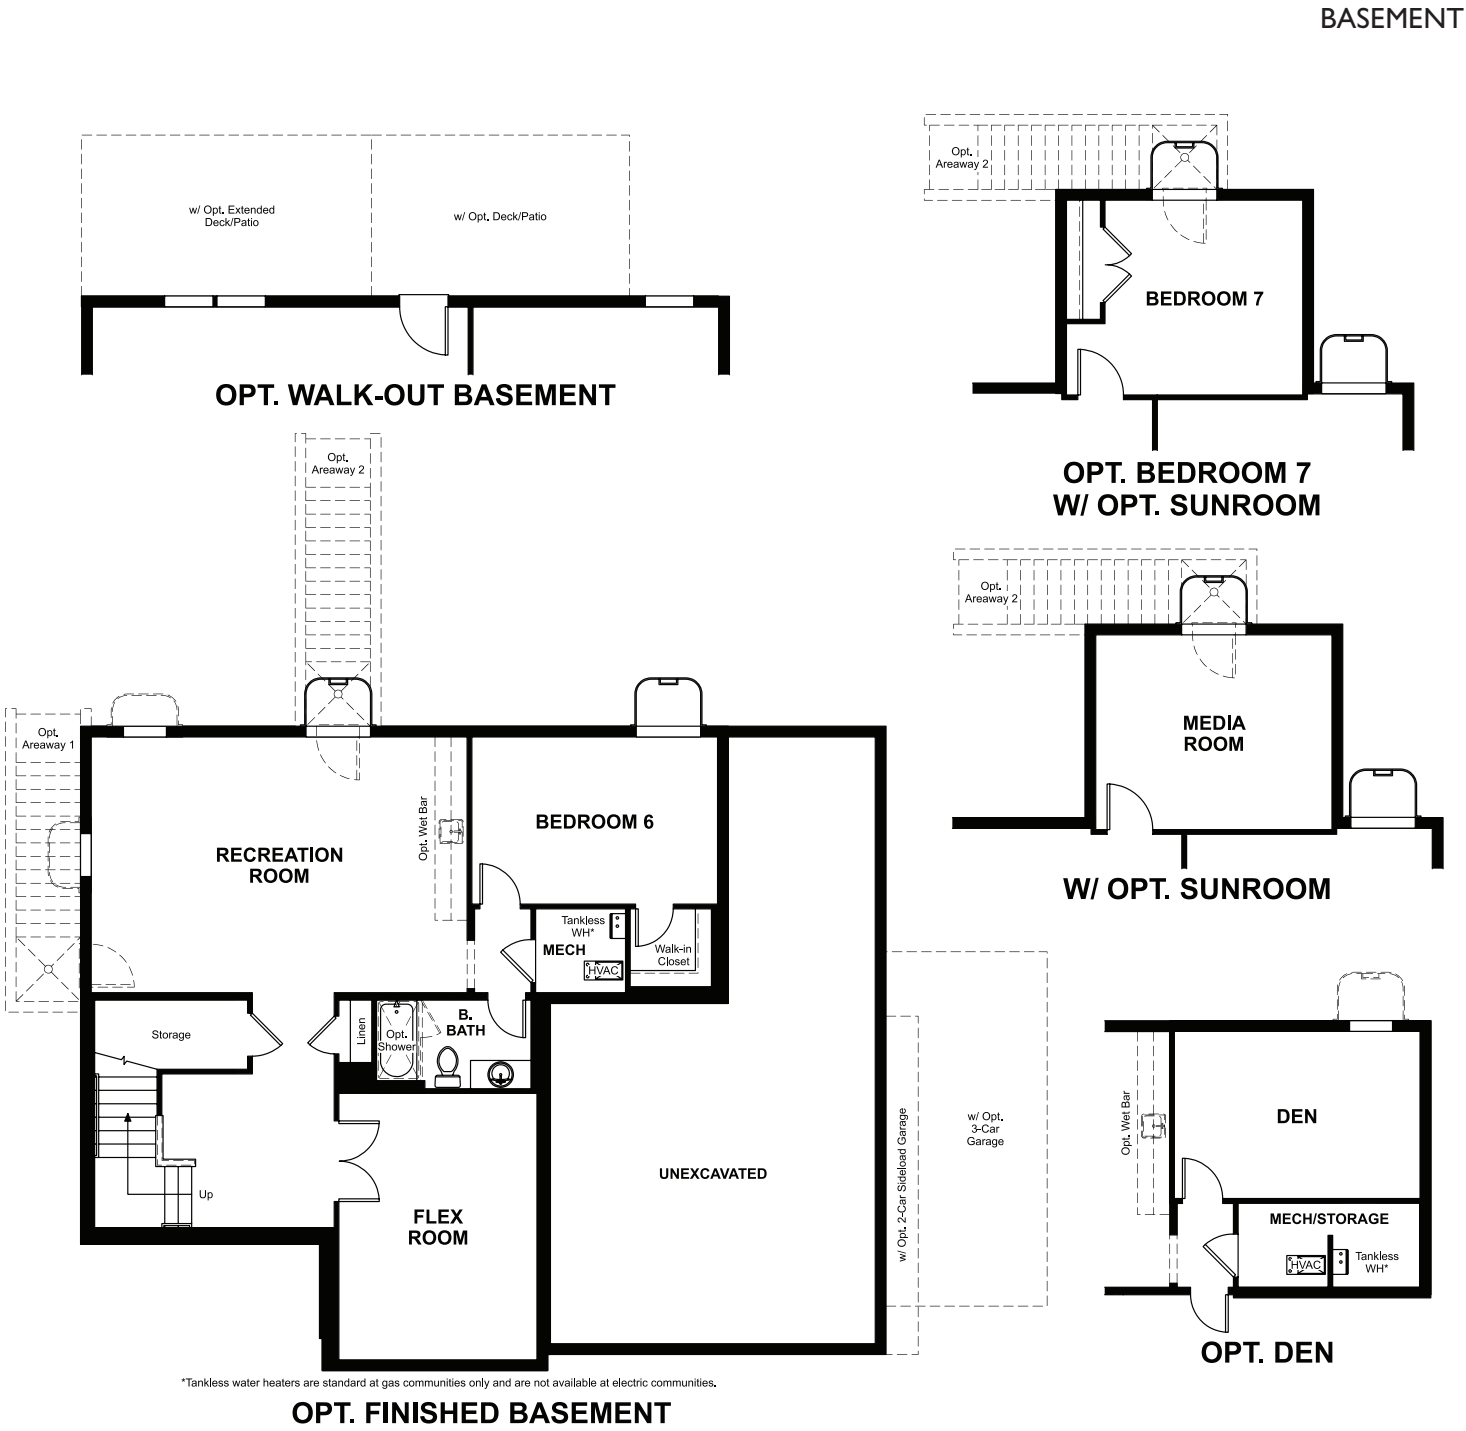 BASEMENT
w/ Opt. Extended
Deck/Patio
w/ Opt. Deck/Patio
OPT. WALK-OUT BASEMENT
Opt.
Areaway 2
BEDROOM 7
OPT. BEDROOM 7
W/ OPT. SUNROOM
Opt.
Areaway 2
MEDIA
ROOM
W/ OPT. SUNROOM
Opt.
Areaway 2
Opt.
Areaway 1
RECREATION
ROOM
Opt. Wet Bar
BEDROOM 6
Tankless
WH*
MECH
HVAC
Walk-in
Closet
Storage
Linen
Opt.
Shower
B.
BATH
Up
FLEX
ROOM
UNEXCAVATED
w/ Opt. 2-Car Sideload Garage
w/ Opt.
3-Car
Garage
*Tankless water heaters are standard at gas communities only and are not available at electric communities.
OPT. FINISHED BASEMENT
Opt. Wet Bar
DEN
MECH/STORAGE
HVAC
Tankless
WH*
OPT. DEN